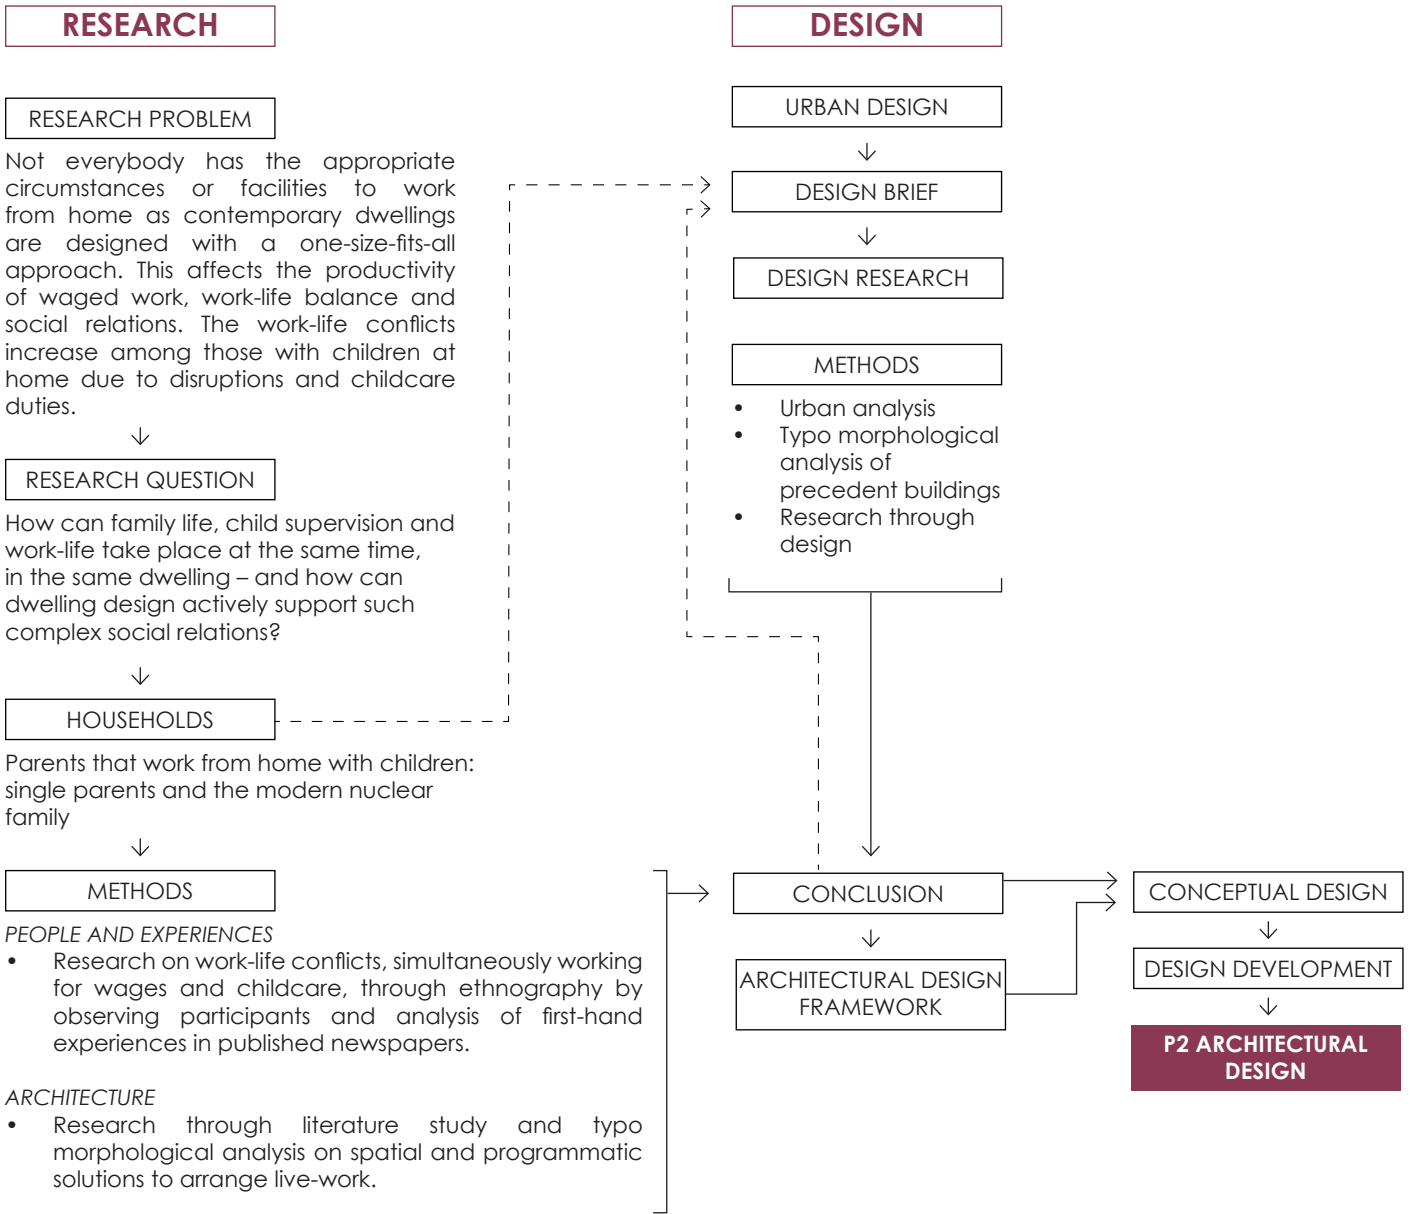 RESEARCH
RESEARCH PROBLEM
Not everybody has the appropriate
circumstances or facilities to work
from home as contemporary dwellings
are designed with a one-size-fits-all
approach. This affects the productivity
of waged work, work-life balance and
social relations. The work-life conflicts
increase among those with children at
home due to disruptions and childcare
duties.
RESEARCH QUESTION
How can family life, child supervision and
work-life take place at the same time,
in the same dwelling – and how can
dwelling design actively support such
complex social relations?
HOUSEHOLDS
Parents that work from home with children:
single parents and the modern nuclear
family
METHODS
PEOPLE AND EXPERIENCES
• Research on work-life conflicts, simultaneously working
for wages and childcare, through ethnography by
observing participants and analysis of first-hand
experiences in published newspapers.
ARCHITECTURE
• Research through literature study and typo
morphological analysis on spatial and programmatic
solutions to arrange live-work.
DESIGN
URBAN DESIGN
DESIGN BRIEF
DESIGN RESEARCH
METHODS
• Urban analysis
• Typo morphological
analysis of
precedent buildings
• Research through
design
CONCLUSION
ARCHITECTURAL DESIGN
FRAMEWORK
CONCEPTUAL DESIGN
DESIGN DEVELOPMENT
P2 ARCHITECTURAL
DESIGN